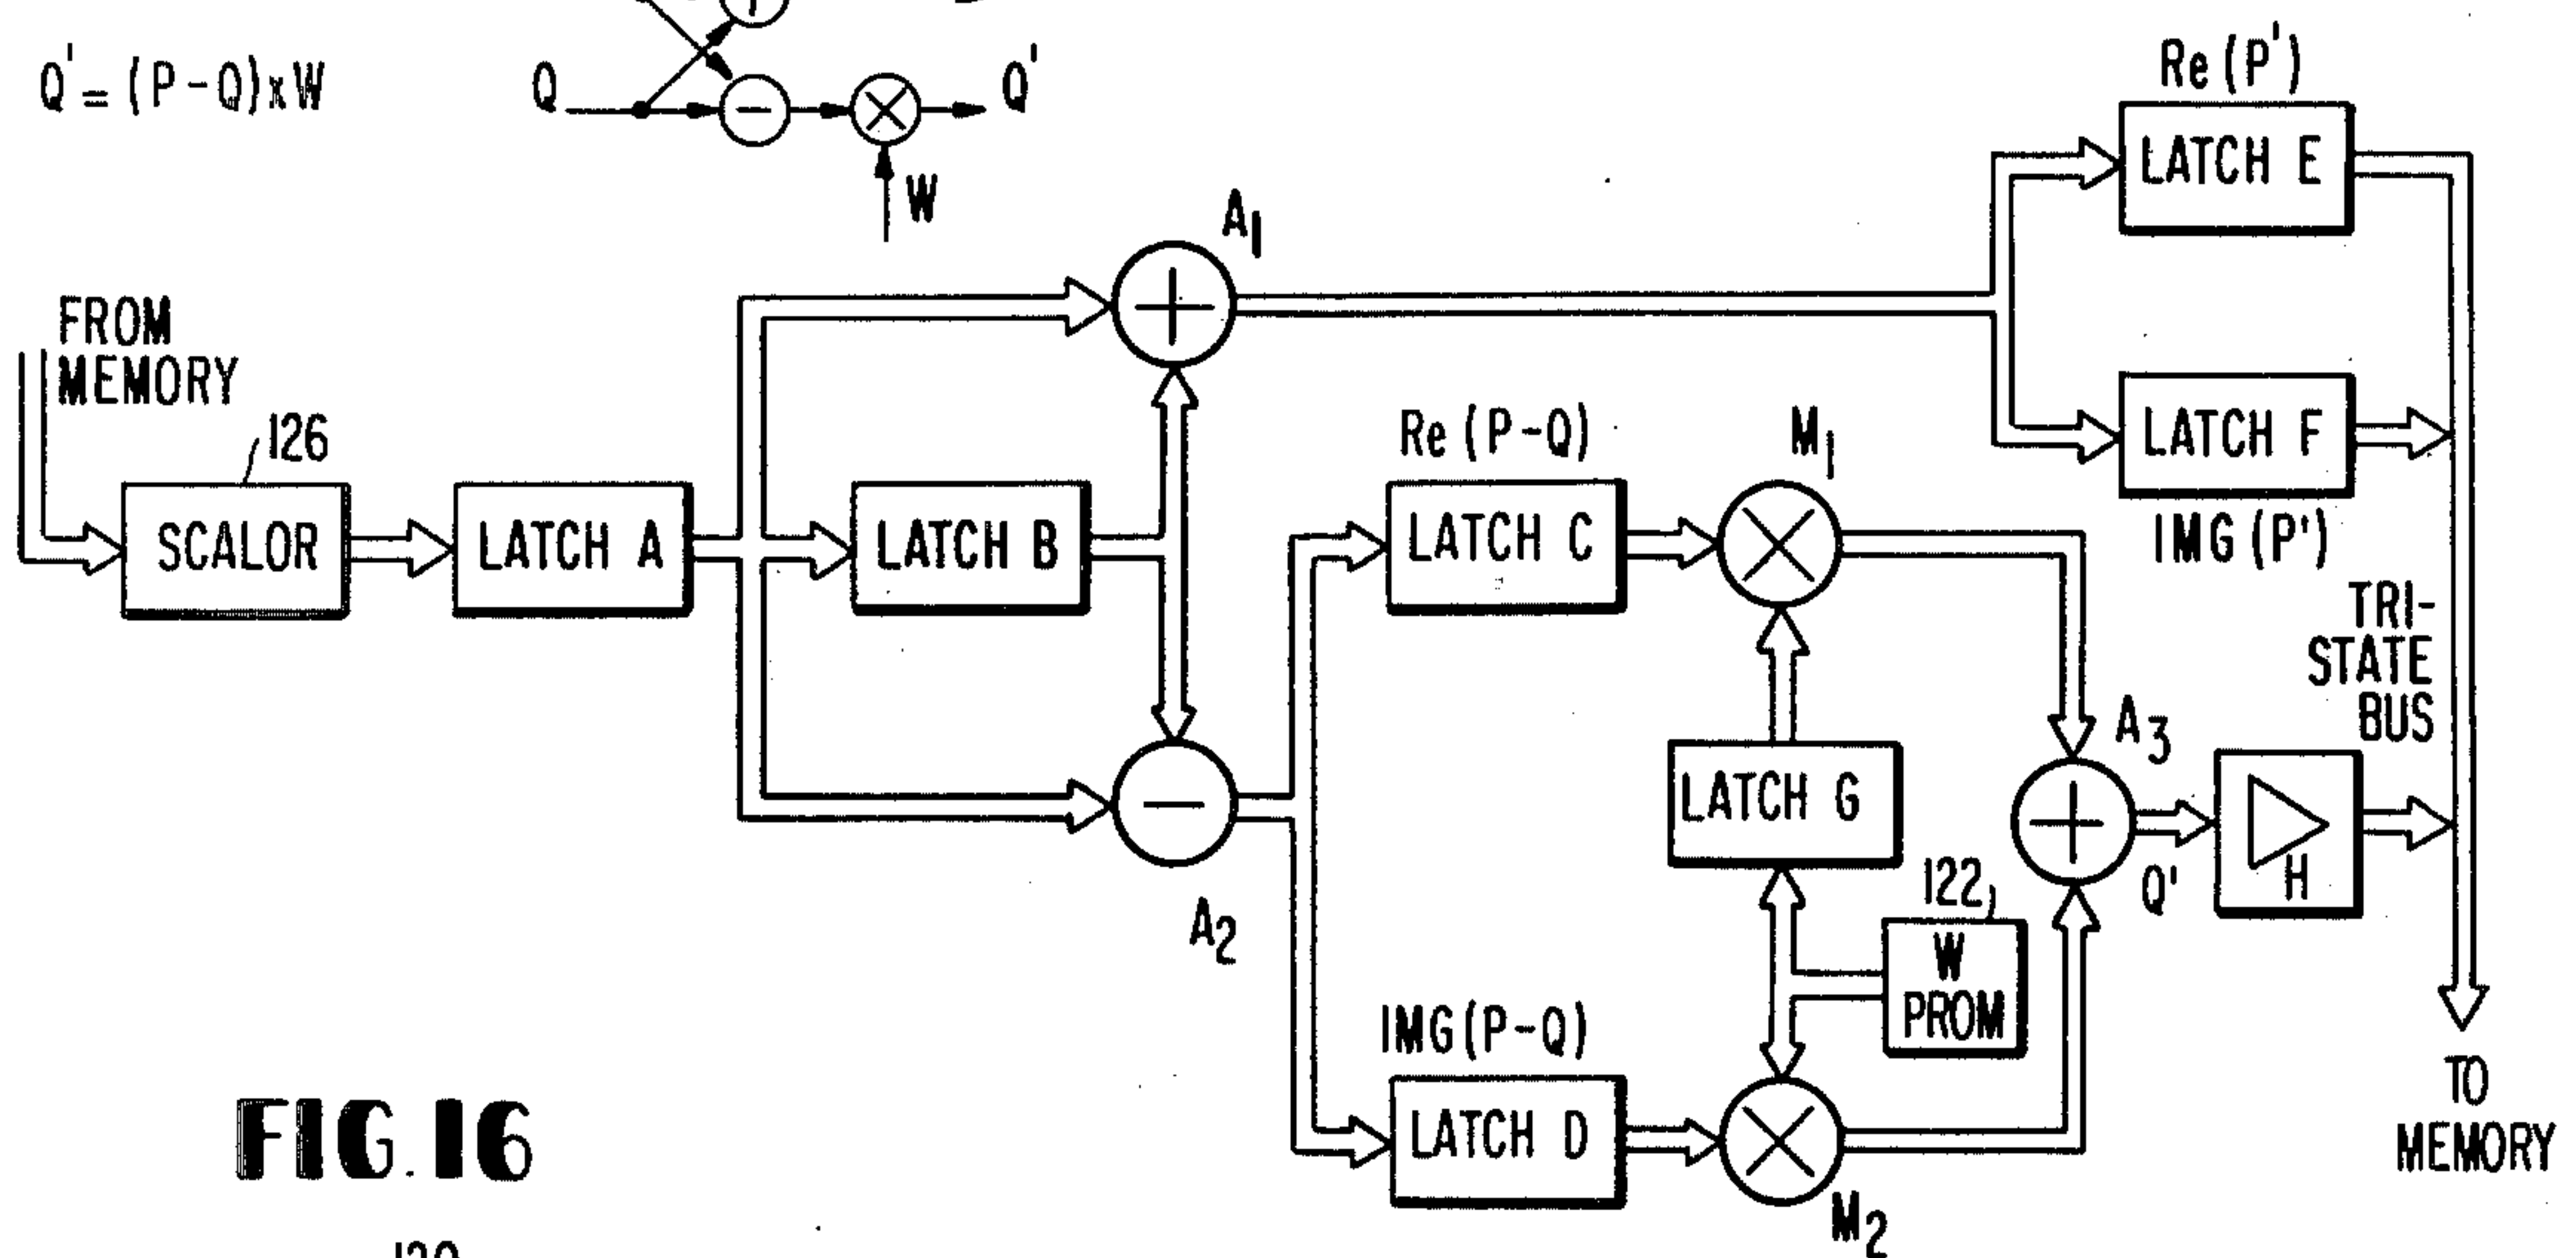 Q' = (P-Q)xW
Q
Q'
W
Re (P')
LATCH E
A1
FROM
MEMORY
126
SCALOR
LATCH A
LATCH B
Re (P-Q)
M1
LATCH F
IMG (P')
LATCH C
TRI-
STATE
BUS
LATCH G
A3
Q'
H
122
W
PROM
A2
IMG (P-Q)
LATCH D
M2
TO
MEMORY
FIG. 16